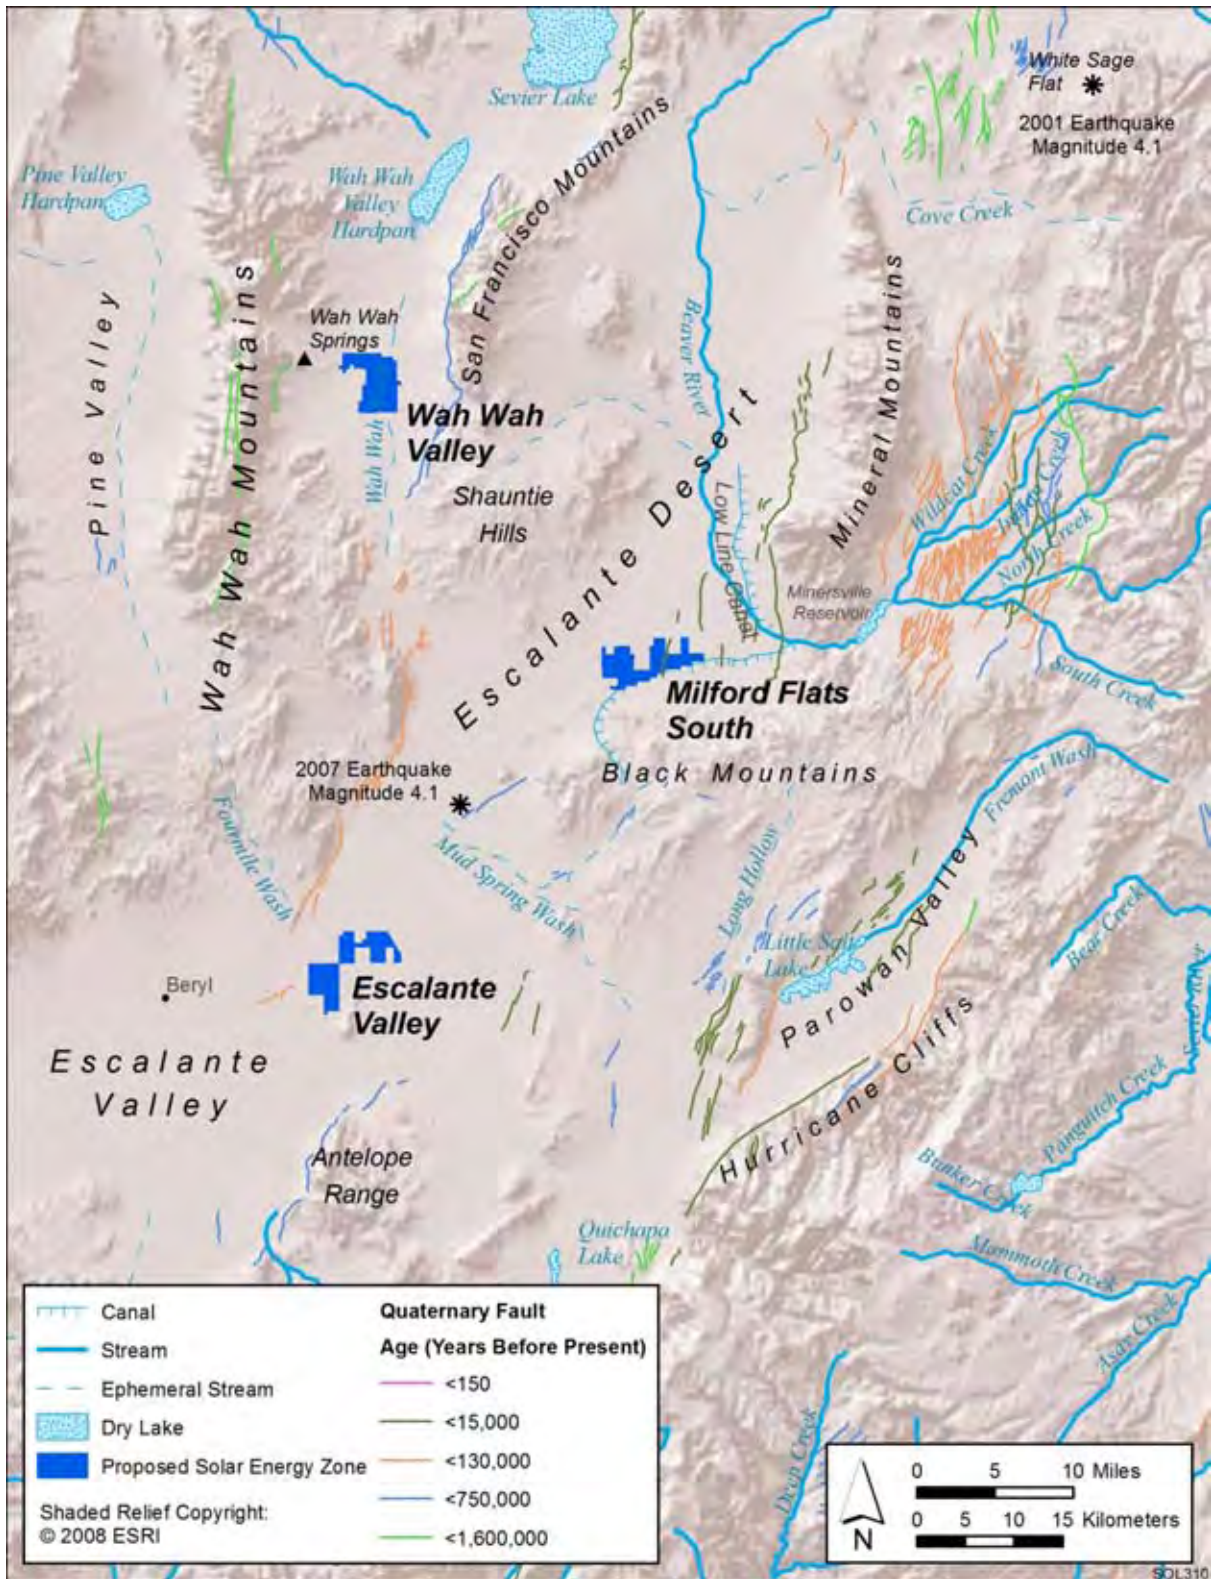 White Sage
Flat
2001 Earthquake
Magnitude 4.1
Sevier Lake
San Francisco Mountains
Pine Valley
Hardpan
Wah Wah
Valley
Hardpan
Cove Creek
Pine Valley
Wah Wah Mountains
Wah Wah
Springs
Beaver River
Mineral Mountains
Wah Wah
Valley
Wah Wah
Shauntie
Hills
Escalante Desert
Low Line Canal
Wildcat Creek
Indian Creek
North Creek
Minersville
Reservoir
South Creek
Milford Flats
South
Black Mountains
2007 Earthquake
Magnitude 4.1
Fremont Wash
Fourmile Wash
Mud Spring Wash
Long Hollow
Little Salt
Lake
Parowan Valley
Bear Creek
Sevier River
Beryl
Escalante
Valley
Escalante
Valley
Hurricane Cliffs
Panguitch Creek
Antelope
Range
Bunker Creek
Quichapa
Lake
Mammoth Creek
Asay Creek
Deep Creek
Canal
Stream
Ephemeral Stream
Dry Lake
Proposed Solar Energy Zone
Shaded Relief Copyright:
© 2008 ESRI
Quaternary Fault
Age (Years Before Present)
<150
<15,000
<130,000
<750,000
<1,600,000
N
0 5 10 Miles
0 5 10 15 Kilometers
SOL310